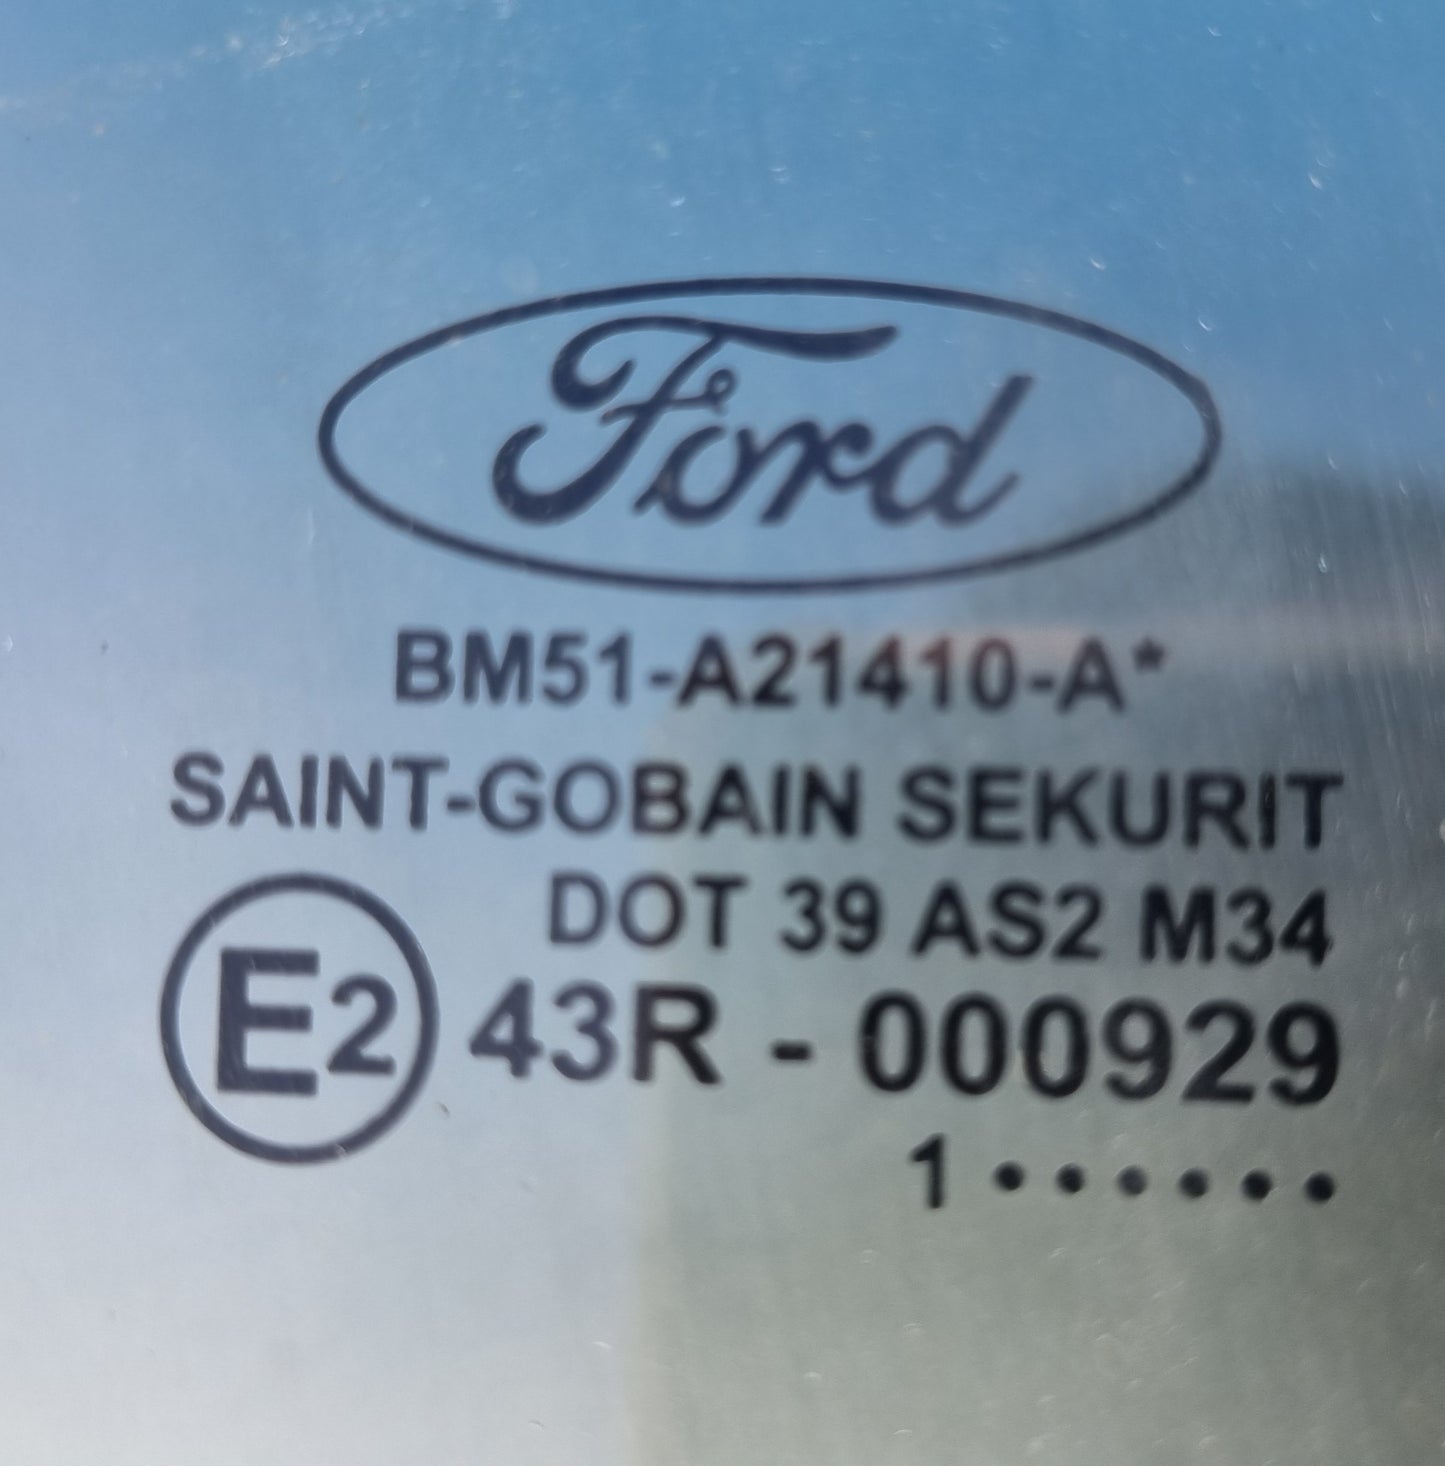 Ford
BM51-A21410-A*
SAINT-GOBAIN SEKURIT
DOT 39 AS2 M34
E2 43R - 000929
1 • • • • • •